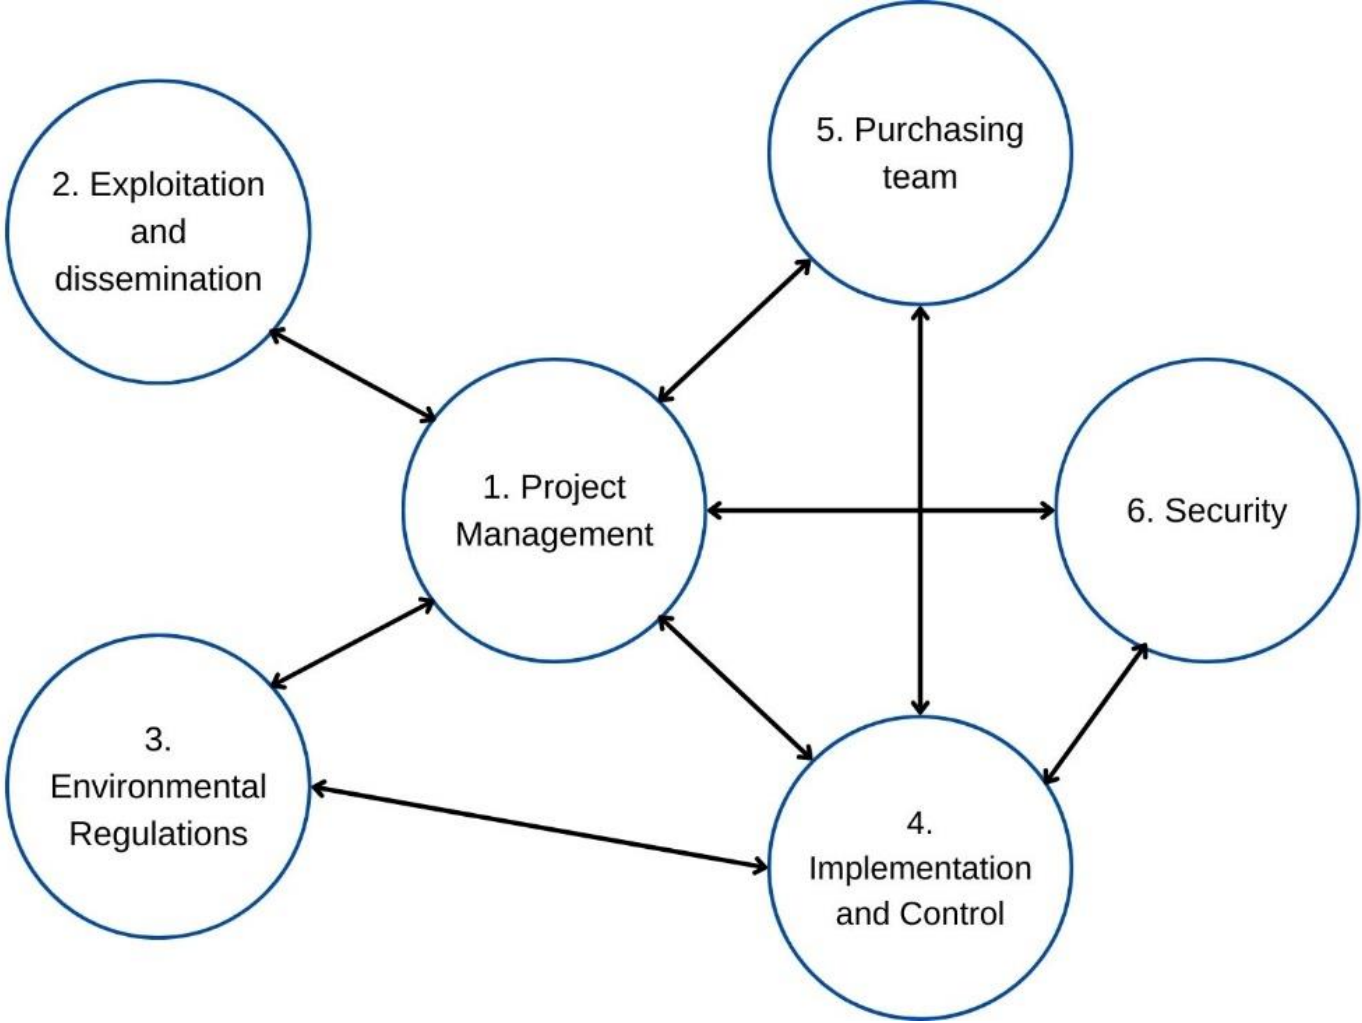 5. Purchasing
team
2. Exploitation
and
dissemination
1. Project
Management
6. Security
3.
Environmental
Regulations
4.
Implementation
and Control